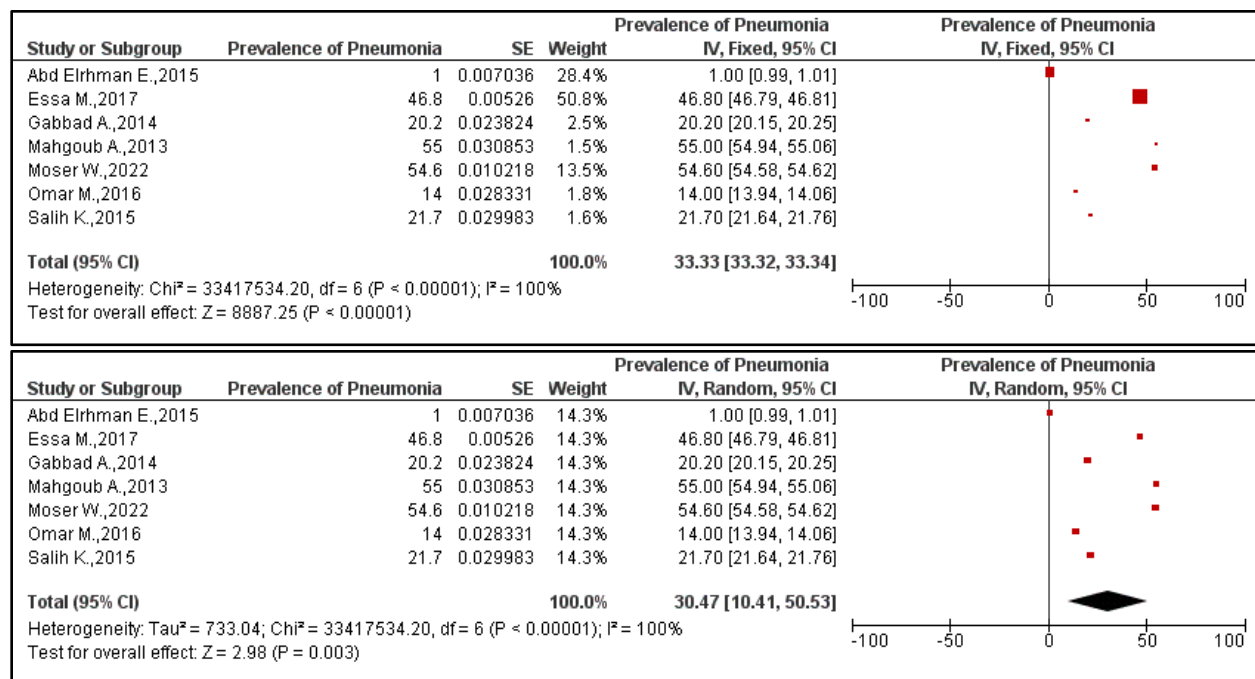 Prevalence of Pneumonia Prevalence of Pneumonia
Study or Subgroup Prevalence of Pneumonia SE Weight IV, Fixed, 95% CI IV, Fixed, 95% CI
Abd Elrhman E.,2015 1 0.007036 28.4% 1.00 [0.99, 1.01]
Essa M.,2017 46.8 0.00526 50.8% 46.80 [46.79, 46.81]
Gabbad A.,2014 20.2 0.023824 2.5% 20.20 [20.15, 20.25]
Mahgoub A.,2013 55 0.030853 1.5% 55.00 [54.94, 55.06]
Moser W.,2022 54.6 0.010218 13.5% 54.60 [54.58, 54.62]
Omar M.,2016 14 0.028331 1.8% 14.00 [13.94, 14.06]
Salih K.,2015 21.7 0.029983 1.6% 21.70 [21.64, 21.76]
Total (95% CI) 100.0% 33.33 [33.32, 33.34]
Heterogeneity: Chi² = 33417534.20, df = 6 (P < 0.00001); I² = 100%
Test for overall effect: Z = 8887.25 (P < 0.00001)
-100 -50 0 50 100
Prevalence of Pneumonia Prevalence of Pneumonia
Study or Subgroup Prevalence of Pneumonia SE Weight IV, Random, 95% CI IV, Random, 95% CI
Abd Elrhman E.,2015 1 0.007036 14.3% 1.00 [0.99, 1.01]
Essa M.,2017 46.8 0.00526 14.3% 46.80 [46.79, 46.81]
Gabbad A.,2014 20.2 0.023824 14.3% 20.20 [20.15, 20.25]
Mahgoub A.,2013 55 0.030853 14.3% 55.00 [54.94, 55.06]
Moser W.,2022 54.6 0.010218 14.3% 54.60 [54.58, 54.62]
Omar M.,2016 14 0.028331 14.3% 14.00 [13.94, 14.06]
Salih K.,2015 21.7 0.029983 14.3% 21.70 [21.64, 21.76]
Total (95% CI) 100.0% 30.47 [10.41, 50.53]
Heterogeneity: Tau² = 733.04; Chi² = 33417534.20, df = 6 (P < 0.00001); I² = 100%
Test for overall effect: Z = 2.98 (P = 0.003)
-100 -50 0 50 100